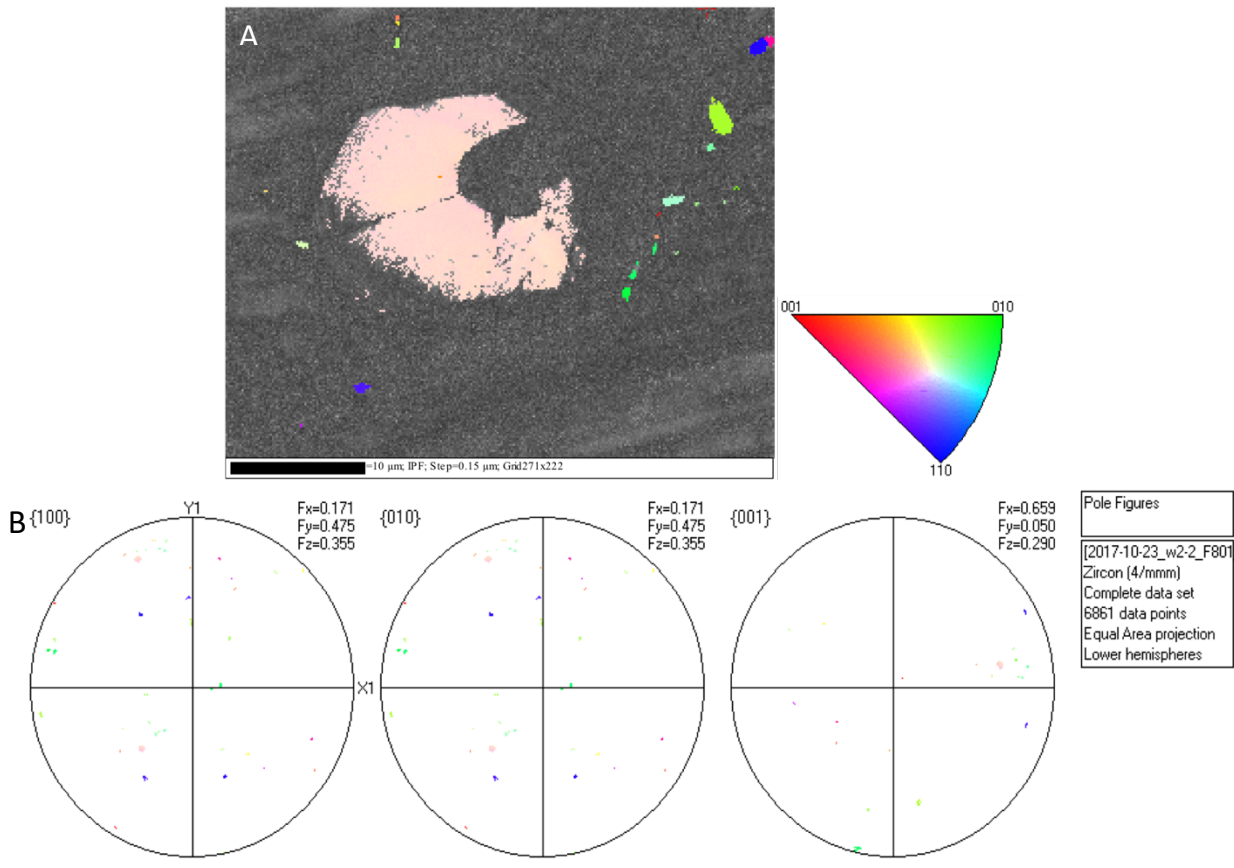 A
=10 µm; IPF; Step=0.15 µm; Grid271x222
001
010
110
B
{100}
Y1
Fx=0.171
Fy=0.475
Fz=0.355
X1
{010}
Fx=0.171
Fy=0.475
Fz=0.355
{001}
Fx=0.659
Fy=0.050
Fz=0.290
Pole Figures
[2017-10-23_w2-2_F801
Zircon (4/mmm)
Complete data set
6861 data points
Equal Area projection
Lower hemispheres